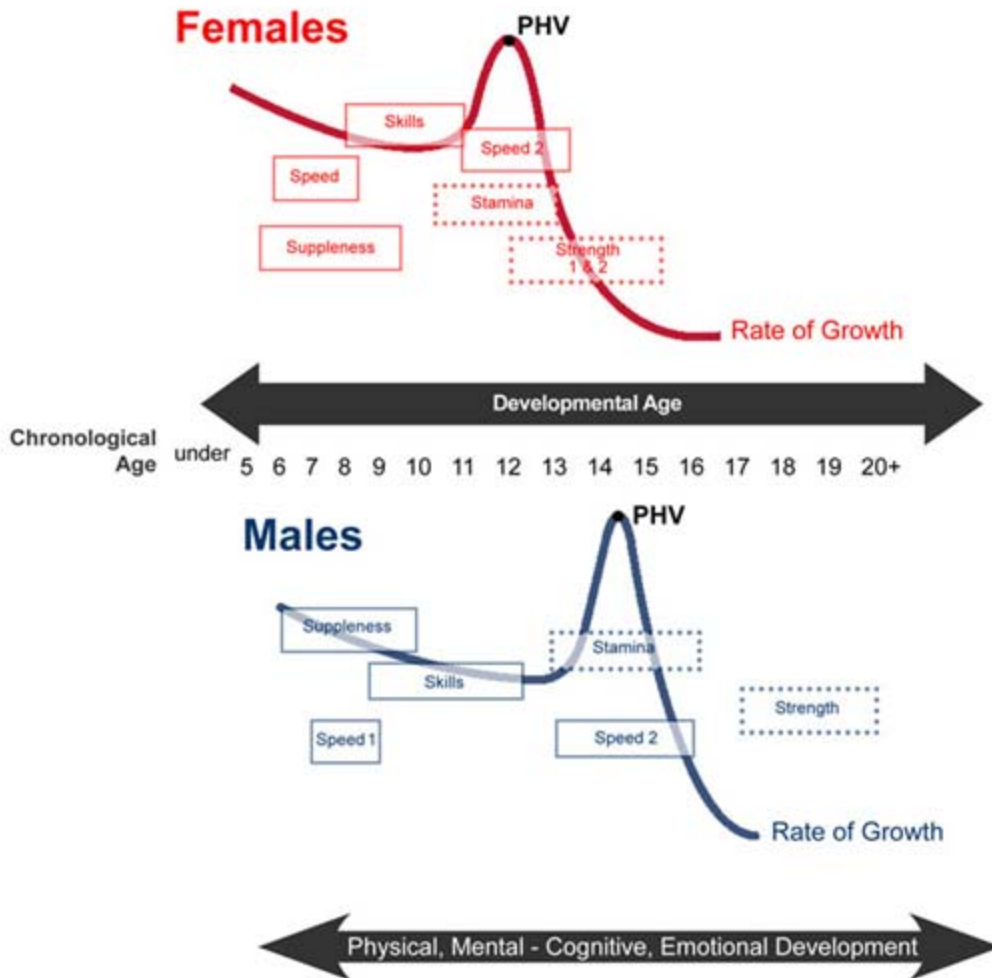 Females
PHV
Skills
Speed 2
Speed
Stamina
Suppleness
Strength
1 & 2
Rate of Growth
Developmental Age
Chronological
Age
under 5 6 7 8 9 10 11 12 13 14 15 16 17 18 19 20+
Males
PHV
Suppleness
Stamina
Skills
Strength
Speed 1
Speed 2
Rate of Growth
Physical, Mental - Cognitive, Emotional Development